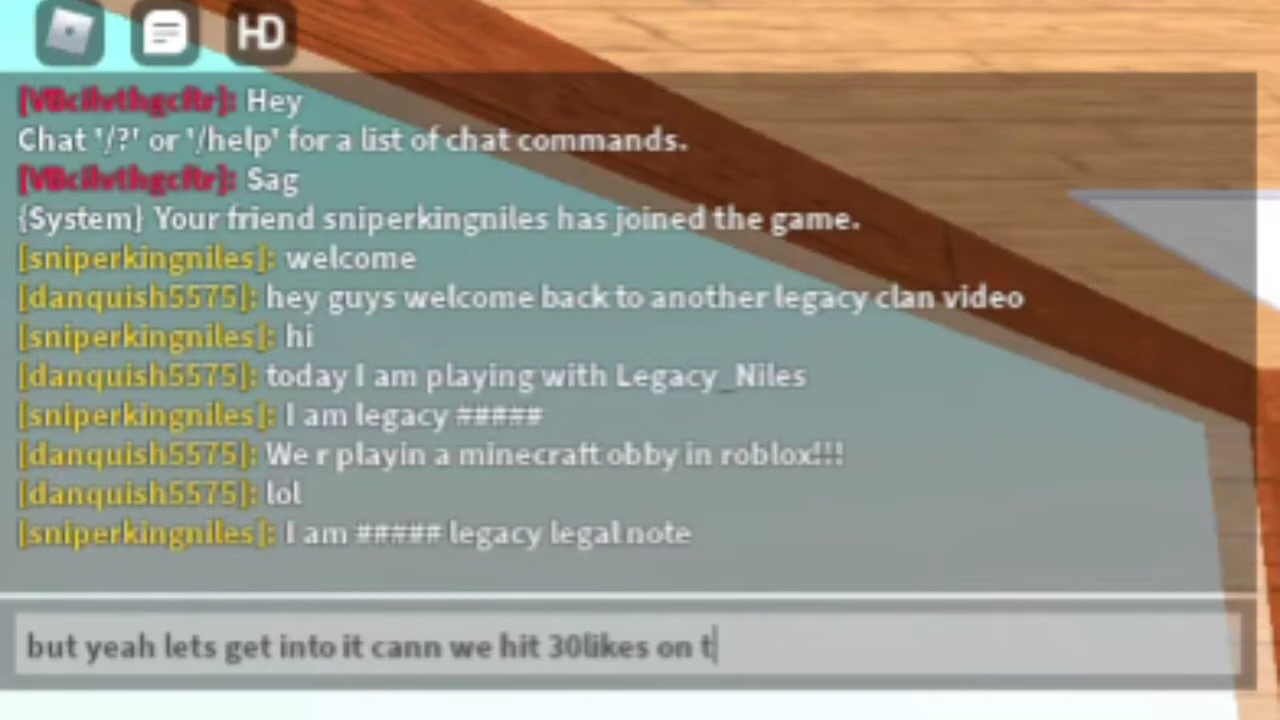 HD
Hey
Chat '/?' or '/help' for a list of chat commands.
Sag
{System} Your friend sniperkingniles has joined the game.
[sniperkingniles]: welcome
[danquish5575]: hey guys welcome back to another legacy clan video
[sniperkingniles]: hi
[danquish5575]: today I am playing with Legacy_Niles
[sniperkingniles]: I am legacy #####
[danquish5575]: We r playin a minecraft obby in roblox!!!
[danquish5575]: lol
[sniperkingniles]: I am ##### legacy legal note
but yeah lets get into it cann we hit 30likes on t